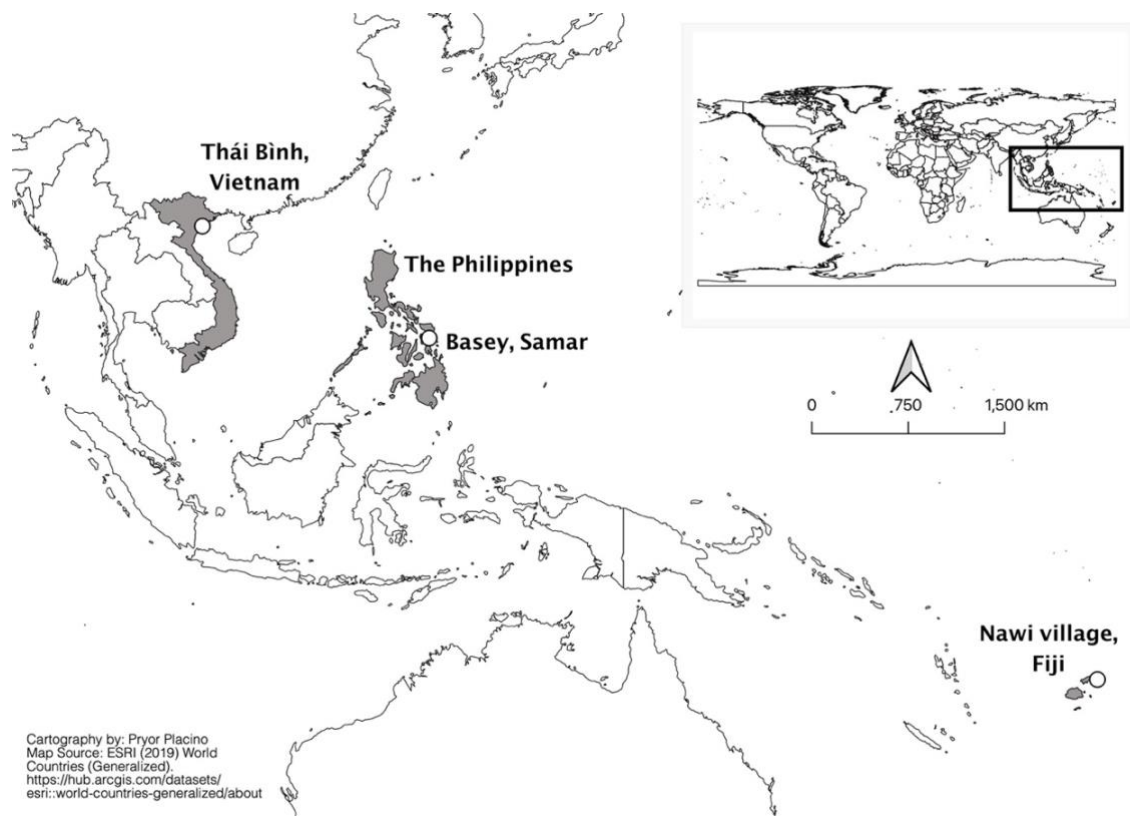 Thái Bình,
Vietnam
The Philippines
Basey, Samar
0 750 1,500 km
Nawi village,
Fiji
Cartography by: Pryor Placino
Map Source: ESRI (2019) World
Countries (Generalized).
https://hub.arcgis.com/datasets/
esri::world-countries-generalized/about